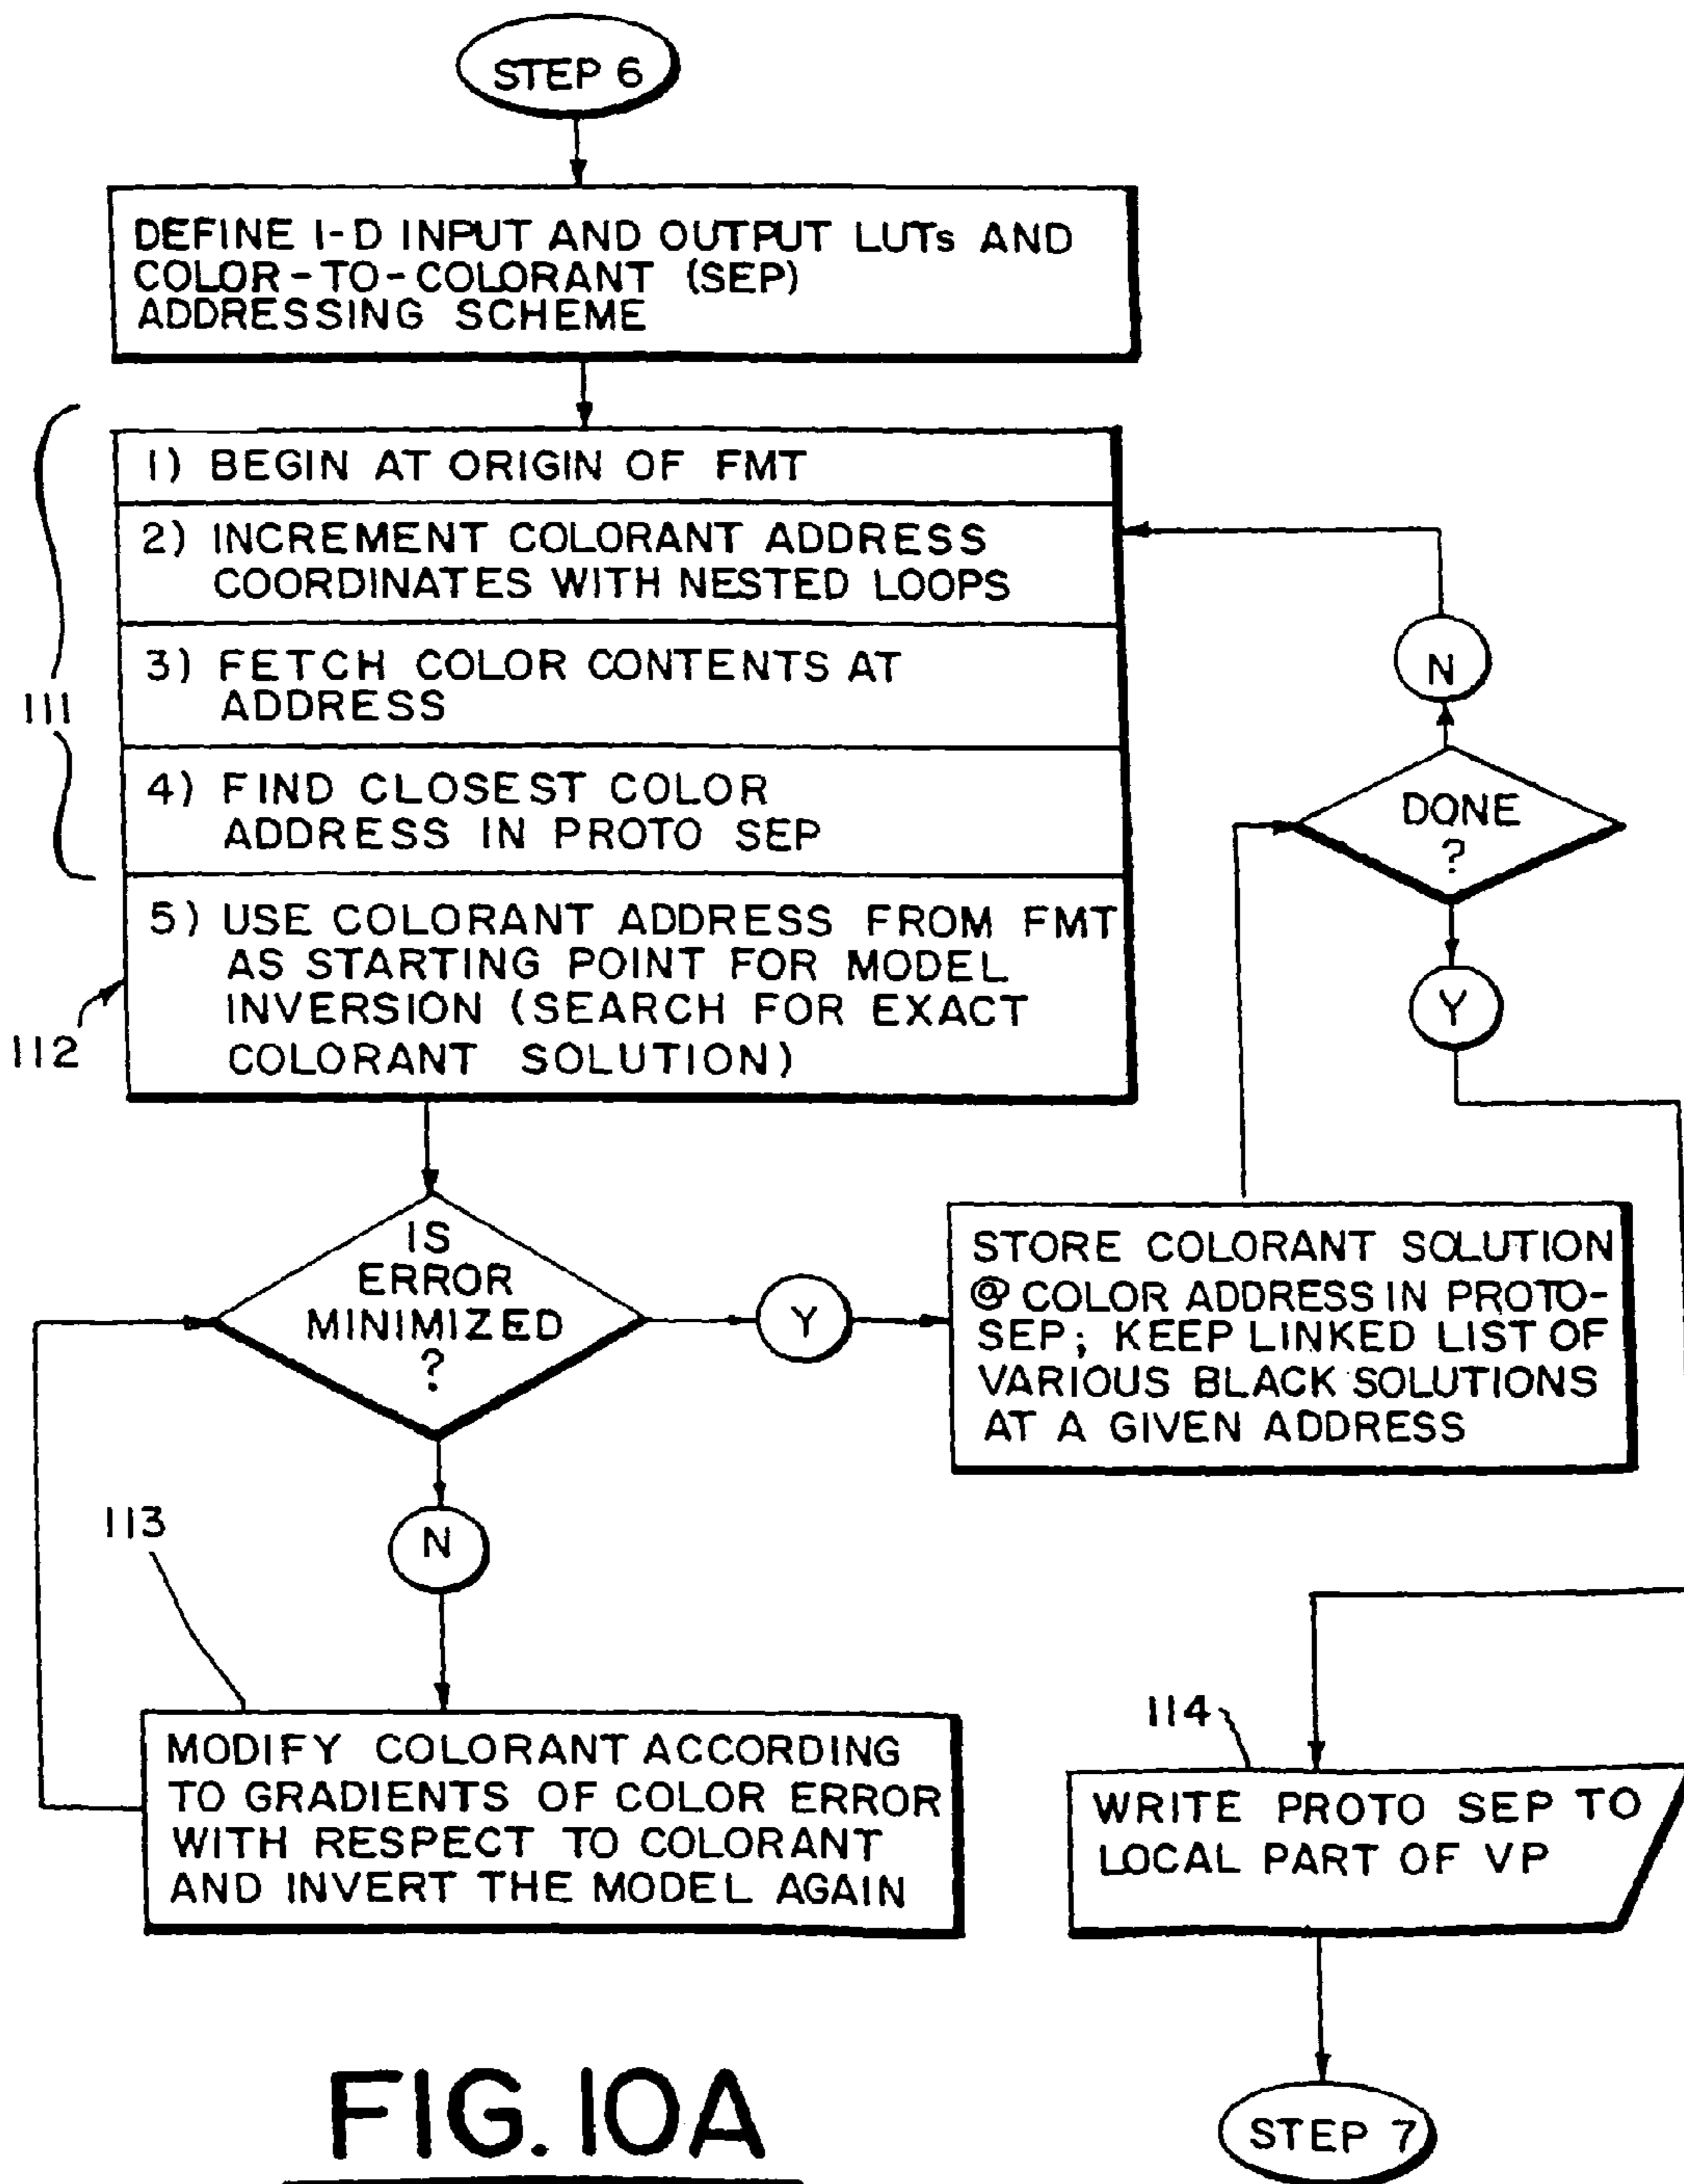 STEP 6
DEFINE 1-D INPUT AND OUTPUT LUTs AND
COLOR-TO-COLORANT (SEP)
ADDRESSING SCHEME
1) BEGIN AT ORIGIN OF FMT
2) INCREMENT COLORANT ADDRESS
COORDINATES WITH NESTED LOOPS
3) FETCH COLOR CONTENTS AT
ADDRESS
4) FIND CLOSEST COLOR
ADDRESS IN PROTO SEP
5) USE COLORANT ADDRESS FROM FMT
AS STARTING POINT FOR MODEL
INVERSION (SEARCH FOR EXACT
COLORANT SOLUTION)
111
112
N
DONE
?
Y
IS
ERROR
MINIMIZED
?
Y
STORE COLORANT SOLUTION
@ COLOR ADDRESS IN PROTO-
SEP; KEEP LINKED LIST OF
VARIOUS BLACK SOLUTIONS
AT A GIVEN ADDRESS
N
113
MODIFY COLORANT ACCORDING
TO GRADIENTS OF COLOR ERROR
WITH RESPECT TO COLORANT
AND INVERT THE MODEL AGAIN
114
WRITE PROTO SEP TO
LOCAL PART OF VP
STEP 7
FIG. 10A